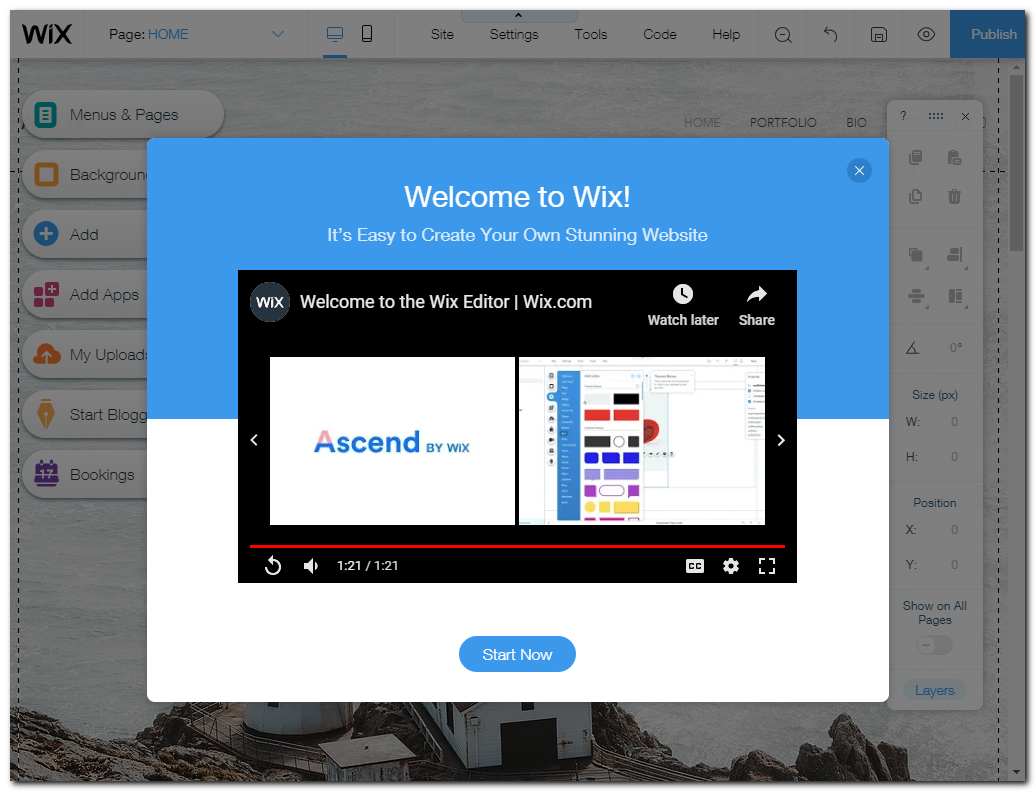 WiX
Page: HOME
Site
Settings
Tools
Code
Help
Publish
Menus & Pages
HOME
PORTFOLIO
BIO
?
Background
Add
Add Apps
My Uploads
Start Blogg
17
Bookings
Welcome to Wix!
It's Easy to Create Your Own Stunning Website
WiX
Welcome to the Wix Editor | Wix.com
Watch later
Share
Ascend BY WiX
1:21 / 1:21
CC
Start Now
0°
Size (px)
W: 0
H: 0
Position
X: 0
Y: 0
Show on All
Pages
Layers